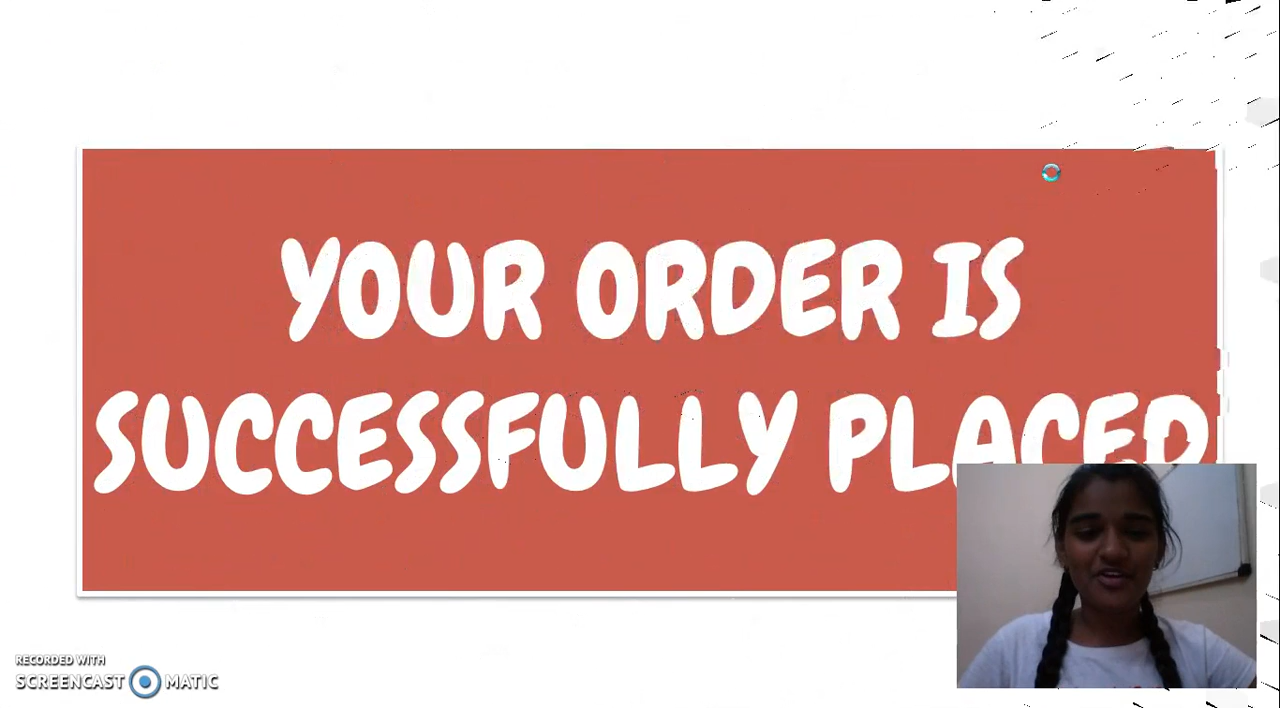 YOUR ORDER IS
SUCCESSFULLY PLACED
RECORDED WITH
SCREENCAST MATIC